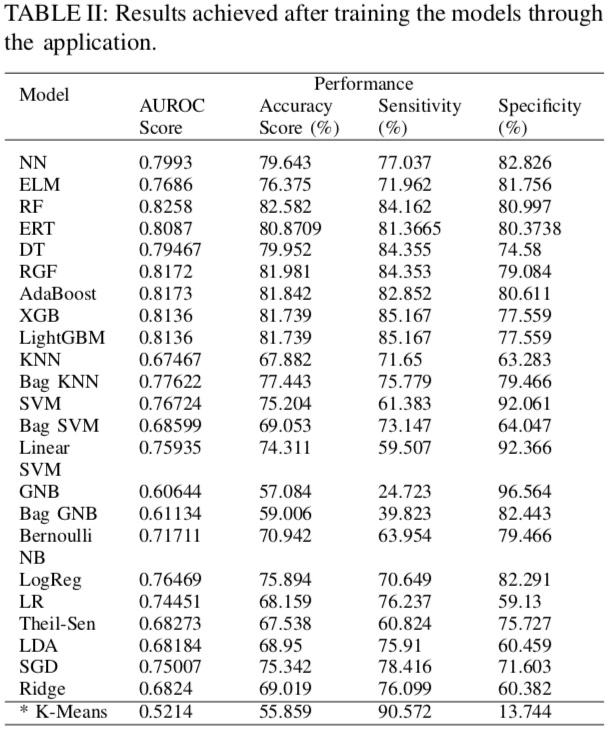 TABLE II: Results achieved after training the models through
the application.
Model Performance
AUROC Score Accuracy Score (%) Sensitivity (%) Specificity (%)
NN 0.7993 79.643 77.037 82.826
ELM 0.7686 76.375 71.962 81.756
RF 0.8258 82.582 84.162 80.997
ERT 0.8087 80.8709 81.3665 80.3738
DT 0.79467 79.952 84.355 74.58
RGF 0.8172 81.981 84.353 79.084
AdaBoost 0.8173 81.842 82.852 80.611
XGB 0.8136 81.739 85.167 77.559
LightGBM 0.8136 81.739 85.167 77.559
KNN 0.67467 67.882 71.65 63.283
Bag KNN 0.77622 77.443 75.779 79.466
SVM 0.76724 75.204 61.383 92.061
Bag SVM 0.68599 69.053 73.147 64.047
Linear 0.75935 74.311 59.507 92.366
SVM
GNB 0.60644 57.084 24.723 96.564
Bag GNB 0.61134 59.006 39.823 82.443
Bernoulli 0.71711 70.942 63.954 79.466
NB
LogReg 0.76469 75.894 70.649 82.291
LR 0.74451 68.159 76.237 59.13
Theil-Sen 0.68273 67.538 60.824 75.727
LDA 0.68184 68.95 75.91 60.459
SGD 0.75007 75.342 78.416 71.603
Ridge 0.6824 69.019 76.099 60.382
* K-Means 0.5214 55.859 90.572 13.744